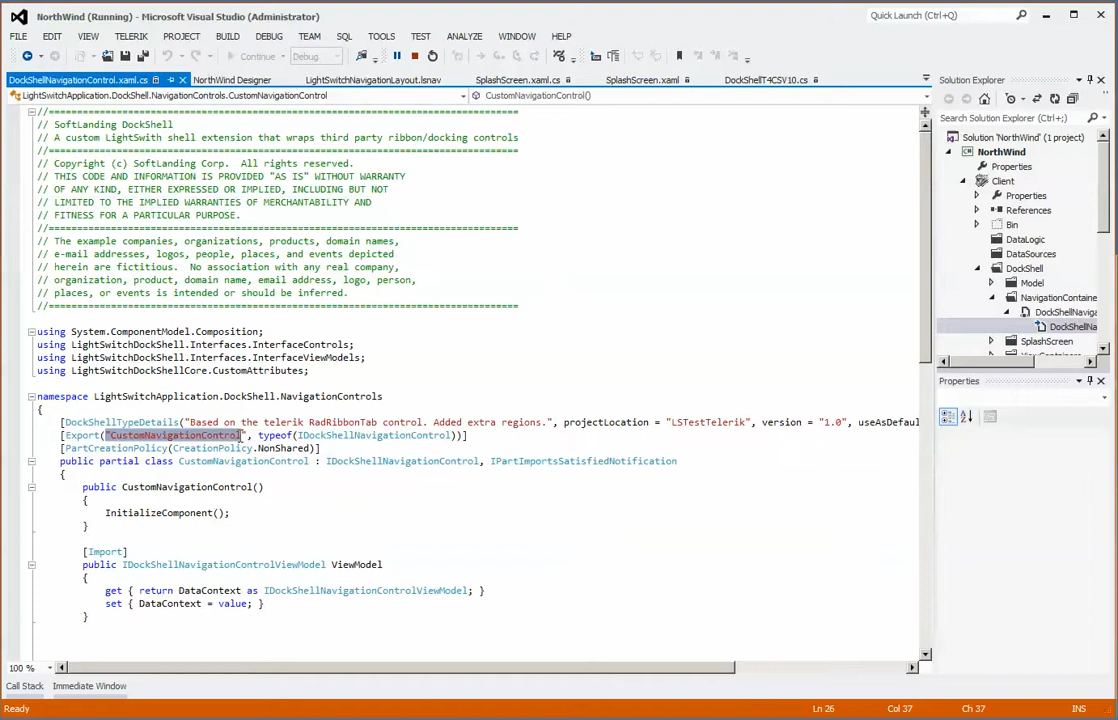 NorthWind (Running) - Microsoft Visual Studio (Administrator)
Quick Launch (Ctrl+Q)
FILE EDIT VIEW TELERIK PROJECT BUILD DEBUG TEAM SQL TOOLS TEST ANALYZE WINDOW HELP
Continue Debug
DockShellNavigationControl.xaml.cs NorthWind Designer LightSwitchNavigationLayout.lsnav SplashScreen.xaml.cs SplashScreen.xaml DockShellT4CSV10.cs
LightSwitchApplication.DockShell.NavigationControls.CustomNavigationControl CustomNavigationControl()
//=====================================================================================
// SoftLanding DockShell
// A custom LightSwith shell extension that wraps third party ribbon/docking controls
//=====================================================================================
// Copyright (c) SoftLanding Corp.  All rights reserved.
// THIS CODE AND INFORMATION IS PROVIDED "AS IS" WITHOUT WARRANTY
// OF ANY KIND, EITHER EXPRESSED OR IMPLIED, INCLUDING BUT NOT
// LIMITED TO THE IMPLIED WARRANTIES OF MERCHANTABILITY AND
// FITNESS FOR A PARTICULAR PURPOSE.
//=====================================================================================
// The example companies, organizations, products, domain names,
// e-mail addresses, logos, people, places, and events depicted
// herein are fictitious.  No association with any real company,
// organization, product, domain name, email address, logo, person,
// places, or events is intended or should be inferred.
//=====================================================================================
using System.ComponentModel.Composition;
using LightSwitchDockShell.Interfaces.InterfaceControls;
using LightSwitchDockShell.Interfaces.InterfaceViewModels;
using LightSwitchDockShellCore.CustomAttributes;
namespace LightSwitchApplication.DockShell.NavigationControls
{
[DockShellTypeDetails("Based on the telerik RadRibbonTab control. Added extra regions.", projectLocation = "LSTestTelerik", version = "1.0", useAsDefau
[Export("CustomNavigationControl", typeof(IDockShellNavigationControl))]
[PartCreationPolicy(CreationPolicy.NonShared)]
public partial class CustomNavigationControl : IDockShellNavigationControl, IPartImportsSatisfiedNotification
{
public CustomNavigationControl()
{
InitializeComponent();
}
[Import]
public IDockShellNavigationControlViewModel ViewModel
{
get { return DataContext as IDockShellNavigationControlViewModel; }
set { DataContext = value; }
}
100 %
Call Stack Immediate Window
Ready Ln 26 Col 37 Ch 37 INS
Solution Explorer
Search Solution Explorer (Ctrl+;)
Solution 'NorthWind' (1 project)
NorthWind
Properties
Client
Properties
References
Bin
DataLogic
DataSources
DockShell
Model
NavigationContaine
DockShellNaviga
DockShellNa
SplashScreen
Properties